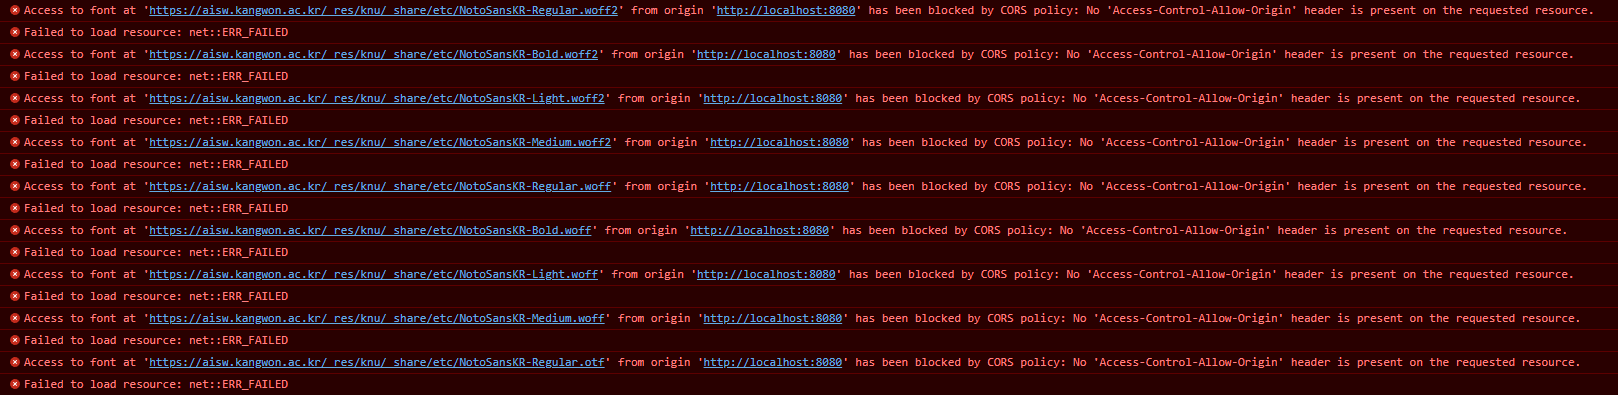 Access to font at 'https://aisw.kangwon.ac.kr/_res/knu/_share/etc/NotoSansKR-Regular.woff2' from origin 'http://localhost:8080' has been blocked by CORS policy: No 'Access-Control-Allow-Origin' header is present on the requested resource.
Failed to load resource: net::ERR_FAILED
Access to font at 'https://aisw.kangwon.ac.kr/_res/knu/_share/etc/NotoSansKR-Bold.woff2' from origin 'http://localhost:8080' has been blocked by CORS policy: No 'Access-Control-Allow-Origin' header is present on the requested resource.
Failed to load resource: net::ERR_FAILED
Access to font at 'https://aisw.kangwon.ac.kr/_res/knu/_share/etc/NotoSansKR-Light.woff2' from origin 'http://localhost:8080' has been blocked by CORS policy: No 'Access-Control-Allow-Origin' header is present on the requested resource.
Failed to load resource: net::ERR_FAILED
Access to font at 'https://aisw.kangwon.ac.kr/_res/knu/_share/etc/NotoSansKR-Medium.woff2' from origin 'http://localhost:8080' has been blocked by CORS policy: No 'Access-Control-Allow-Origin' header is present on the requested resource.
Failed to load resource: net::ERR_FAILED
Access to font at 'https://aisw.kangwon.ac.kr/_res/knu/_share/etc/NotoSansKR-Regular.woff' from origin 'http://localhost:8080' has been blocked by CORS policy: No 'Access-Control-Allow-Origin' header is present on the requested resource.
Failed to load resource: net::ERR_FAILED
Access to font at 'https://aisw.kangwon.ac.kr/_res/knu/_share/etc/NotoSansKR-Bold.woff' from origin 'http://localhost:8080' has been blocked by CORS policy: No 'Access-Control-Allow-Origin' header is present on the requested resource.
Failed to load resource: net::ERR_FAILED
Access to font at 'https://aisw.kangwon.ac.kr/_res/knu/_share/etc/NotoSansKR-Light.woff' from origin 'http://localhost:8080' has been blocked by CORS policy: No 'Access-Control-Allow-Origin' header is present on the requested resource.
Failed to load resource: net::ERR_FAILED
Access to font at 'https://aisw.kangwon.ac.kr/_res/knu/_share/etc/NotoSansKR-Medium.woff' from origin 'http://localhost:8080' has been blocked by CORS policy: No 'Access-Control-Allow-Origin' header is present on the requested resource.
Failed to load resource: net::ERR_FAILED
Access to font at 'https://aisw.kangwon.ac.kr/_res/knu/_share/etc/NotoSansKR-Regular.otf' from origin 'http://localhost:8080' has been blocked by CORS policy: No 'Access-Control-Allow-Origin' header is present on the requested resource.
Failed to load resource: net::ERR_FAILED